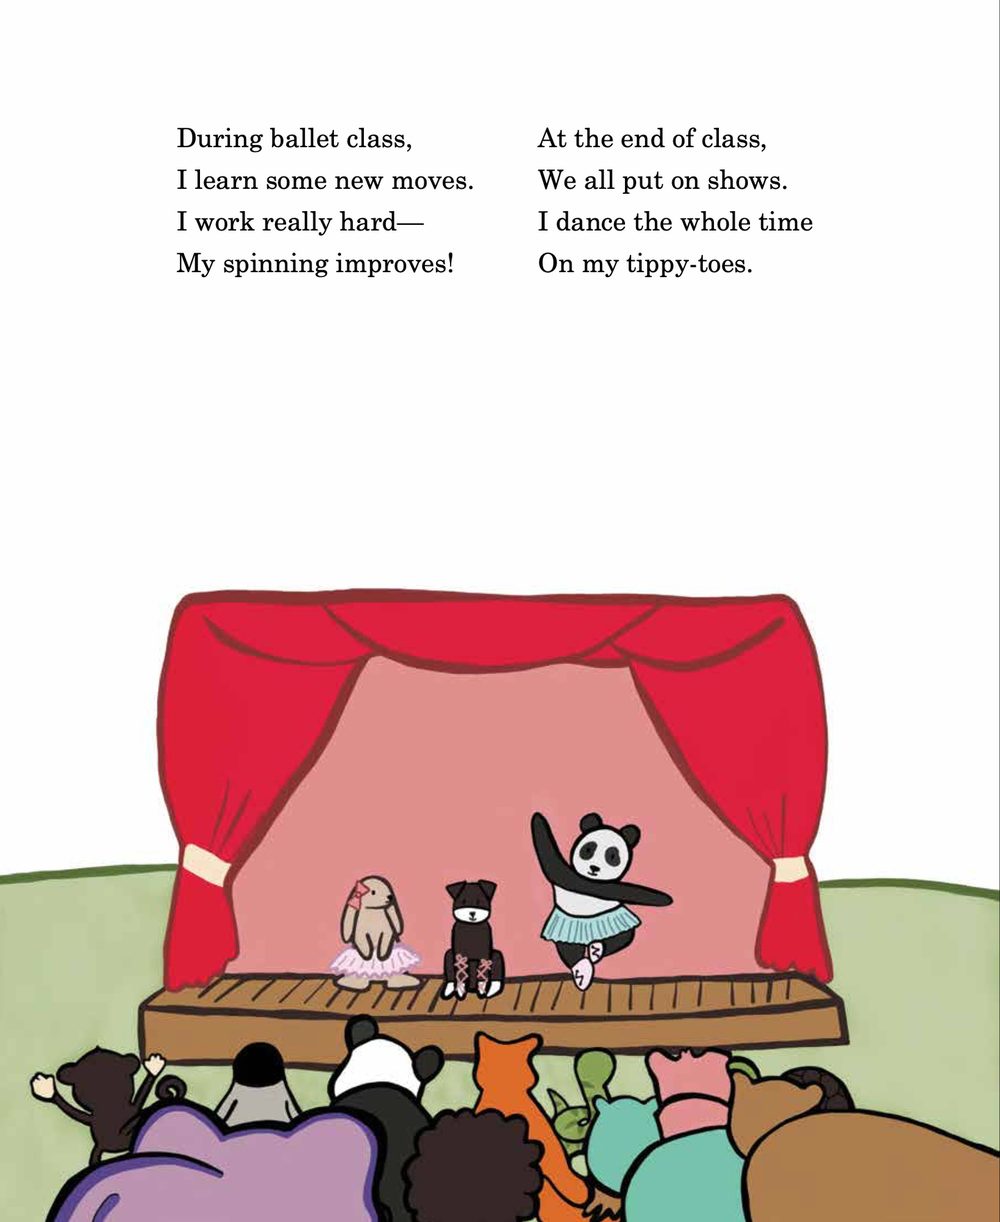 During ballet class,
I learn some new moves.
I work really hard—
My spinning improves!
At the end of class,
We all put on shows.
I dance the whole time
On my tippy-toes.